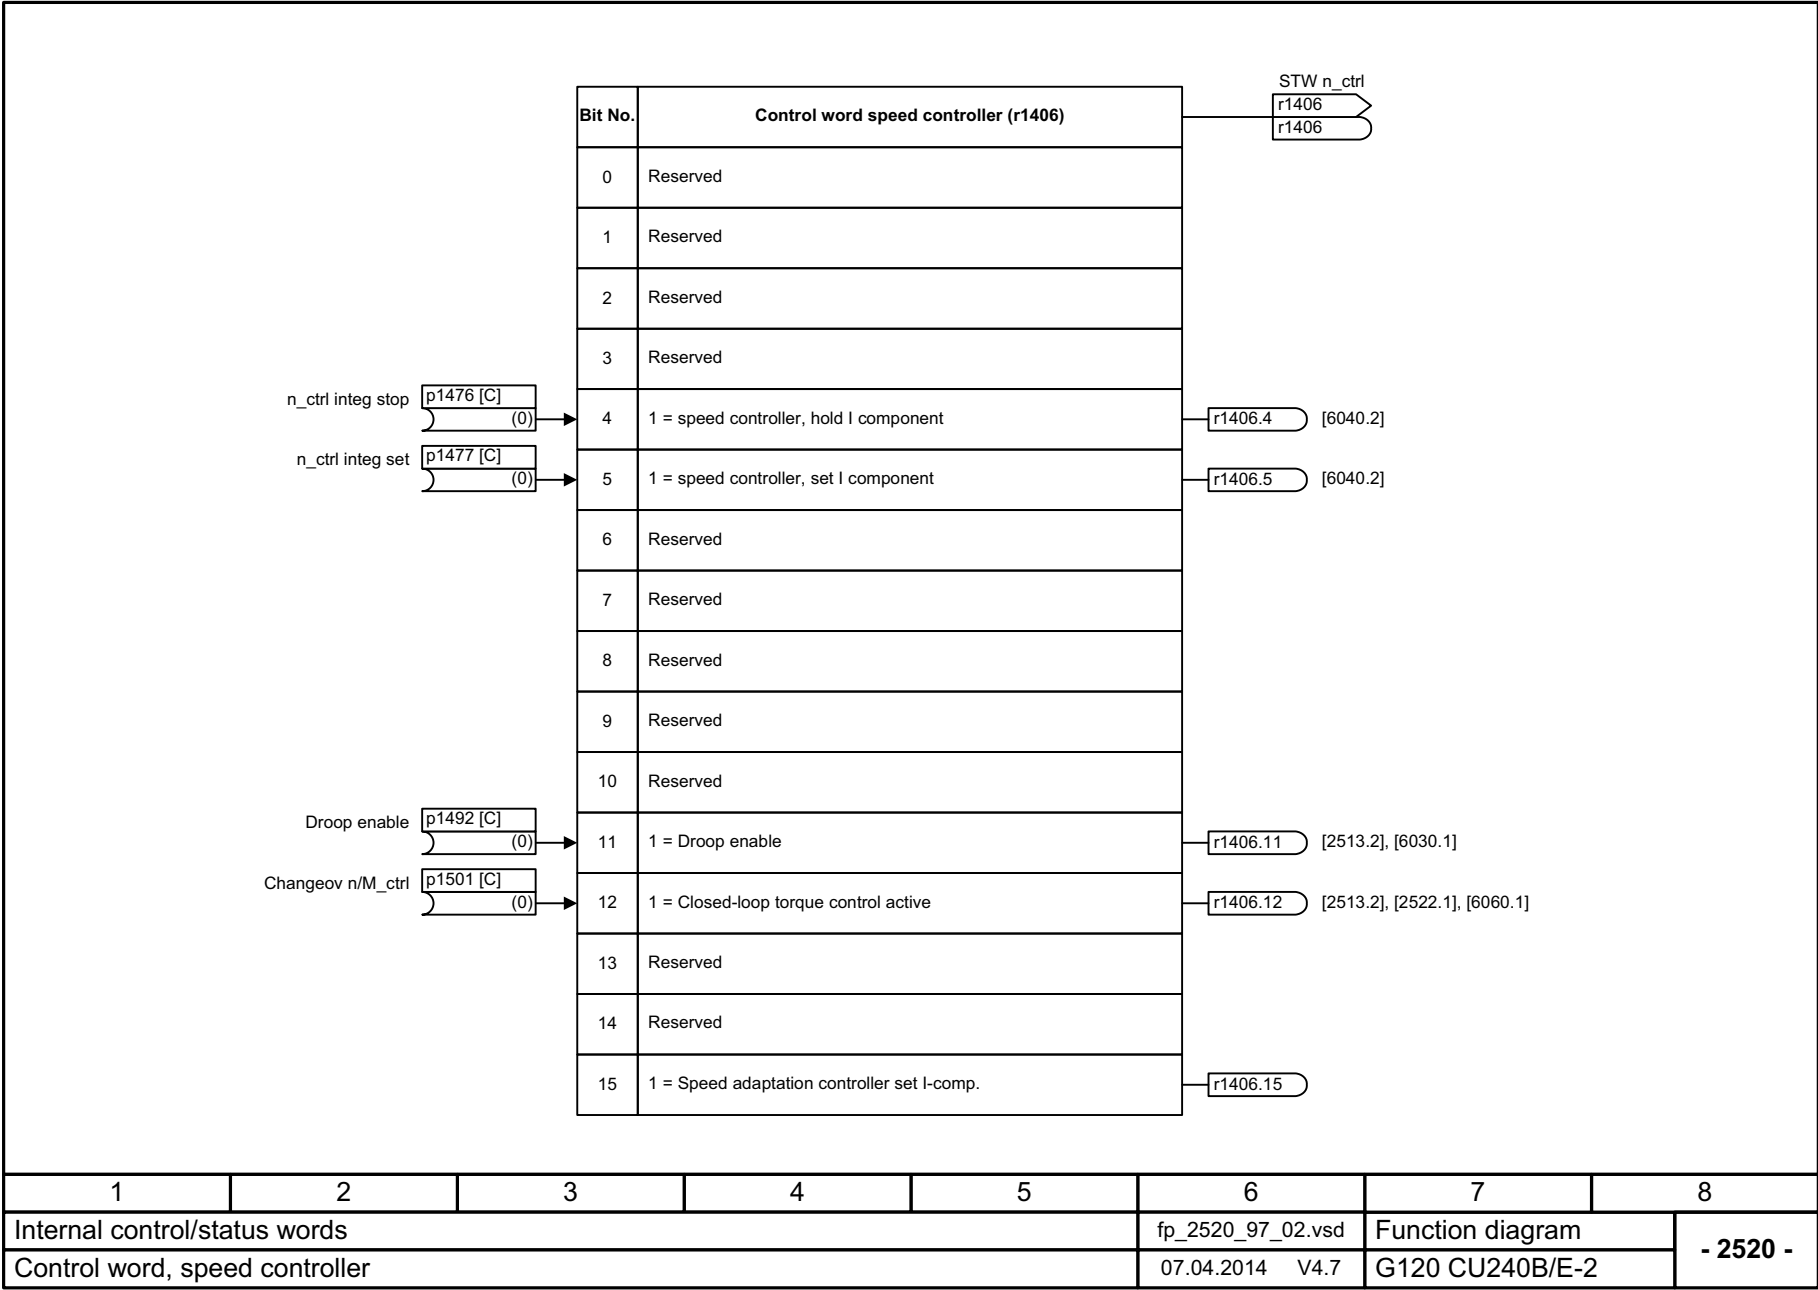 STW n_ctrl
r1406
r1406
Bit No. Control word speed controller (r1406)
0 Reserved
1 Reserved
2 Reserved
3 Reserved
n_ctrl integ stop p1476 [C]
(0) 4 1 = speed controller, hold I component r1406.4 [6040.2]
n_ctrl integ set p1477 [C]
(0) 5 1 = speed controller, set I component r1406.5 [6040.2]
6 Reserved
7 Reserved
8 Reserved
9 Reserved
10 Reserved
Droop enable p1492 [C]
(0) 11 1 = Droop enable r1406.11 [2513.2], [6030.1]
Changeov n/M_ctrl p1501 [C]
(0) 12 1 = Closed-loop torque control active r1406.12 [2513.2], [2522.1], [6060.1]
13 Reserved
14 Reserved
15 1 = Speed adaptation controller set I-comp. r1406.15
1 2 3 4 5 6 7 8
Internal control/status words fp_2520_97_02.vsd Function diagram
- 2520 -
Control word, speed controller 07.04.2014 V4.7 G120 CU240B/E-2